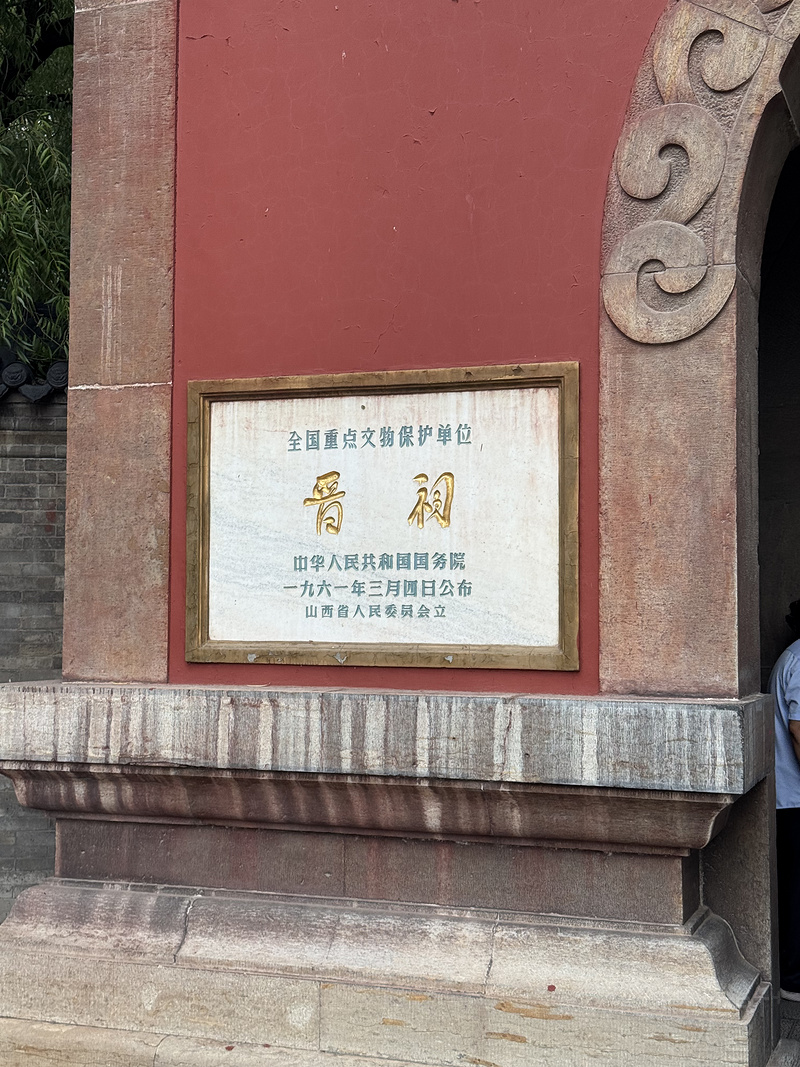 全国重点文物保护单位
晋祠
中华人民共和国国务院
一九六一年三月四日公布
山西省人民委员会立